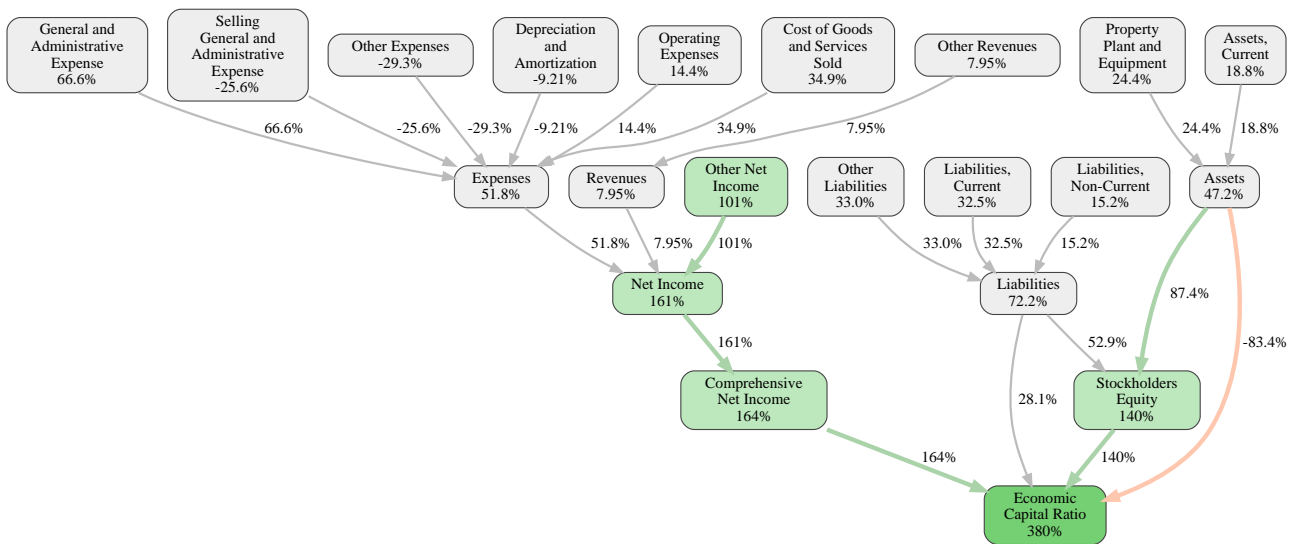 General and
Administrative
Expense
66.6%
Selling
General and
Administrative
Expense
-25.6%
Other Expenses
-29.3%
Depreciation
and
Amortization
-9.21%
Operating
Expenses
14.4%
Cost of Goods
and Services
Sold
34.9%
Other Revenues
7.95%
Property
Plant and
Equipment
24.4%
Assets,
Current
18.8%
66.6%
-25.6%
-29.3%
-9.21%
14.4%
34.9%
7.95%
24.4%
18.8%
Expenses
51.8%
Revenues
7.95%
Other Net
Income
101%
Other
Liabilities
33.0%
Liabilities,
Current
32.5%
Liabilities,
Non-Current
15.2%
Assets
47.2%
51.8%
7.95%
101%
33.0%
32.5%
15.2%
Net Income
161%
Liabilities
72.2%
87.4%
161%
52.9%
-83.4%
Comprehensive
Net Income
164%
28.1%
Stockholders
Equity
140%
164%
140%
Economic
Capital Ratio
380%